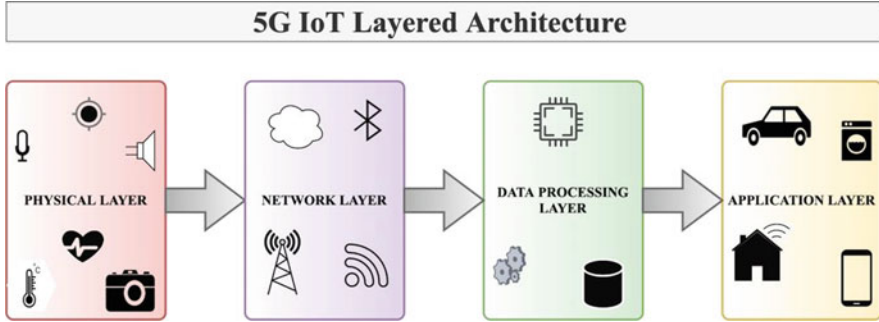 5G IoT Layered Architecture
PHYSICAL LAYER
NETWORK LAYER
DATA PROCESSING
LAYER
APPLICATION LAYER
°C